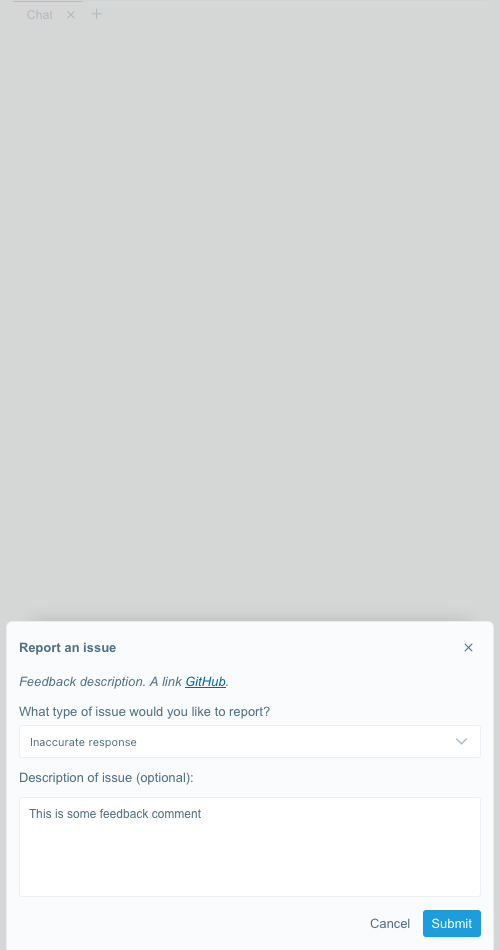 Chat
Report an issue
Feedback description. A link GitHub.
What type of issue would you like to report?
Inaccurate response
Description of issue (optional):
This is some feedback comment
Cancel Submit